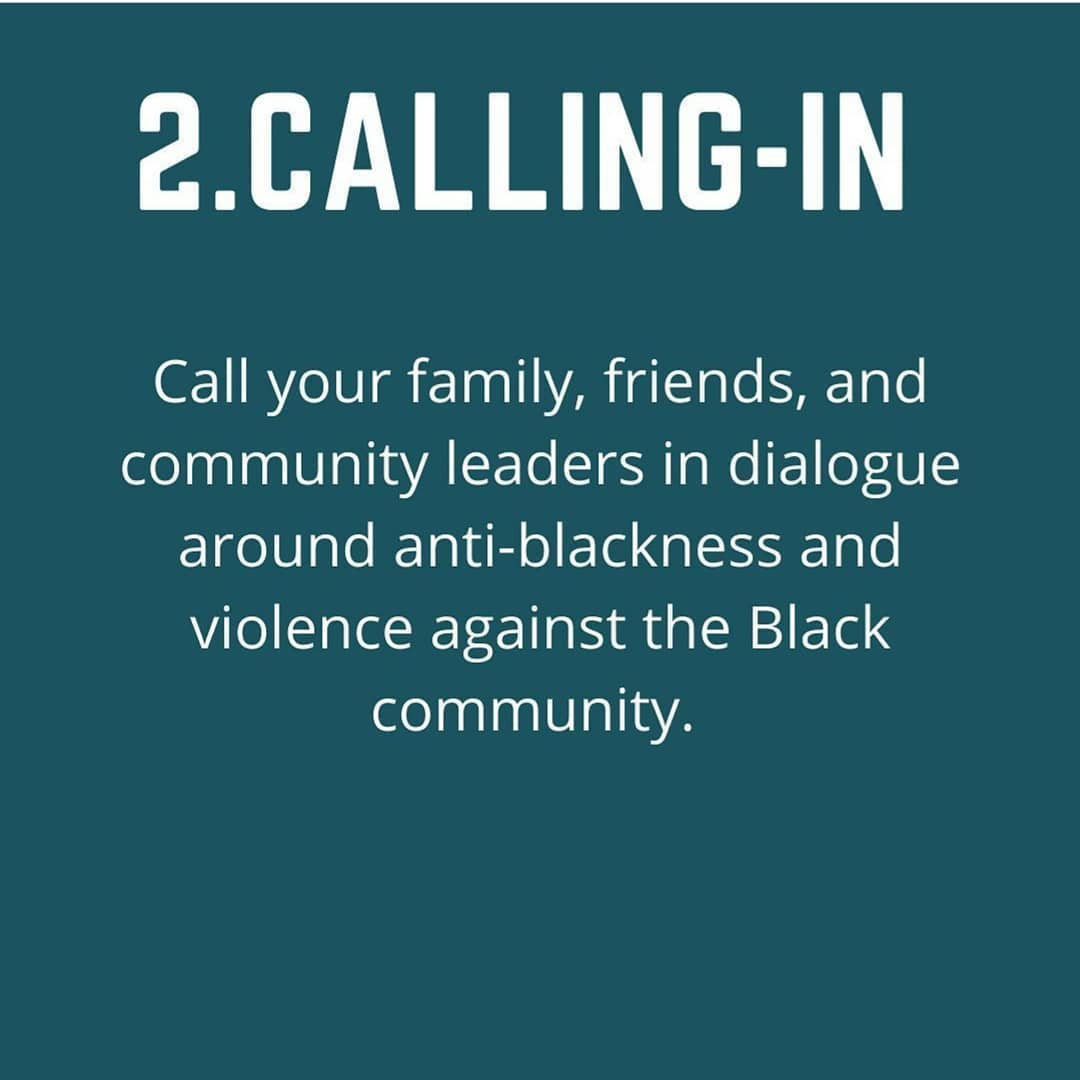 2.CALLING-IN
Call your family, friends, and
community leaders in dialogue
around anti-blackness and
violence against the Black
community.